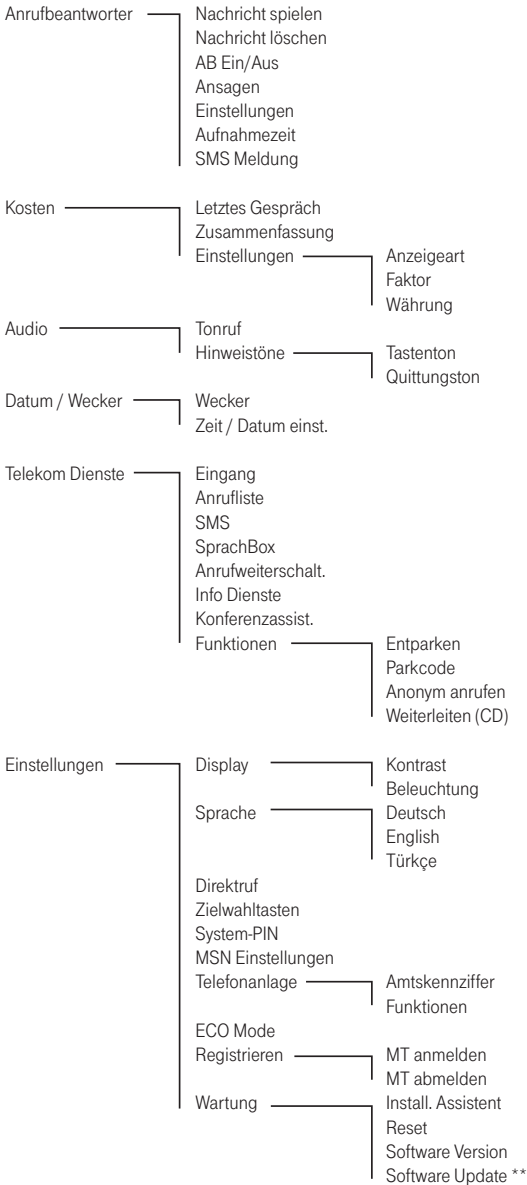 Anrufbeantworter Nachricht spielen
Nachricht löschen
AB Ein/Aus
Ansagen
Einstellungen
Aufnahmezeit
SMS Meldung
Kosten Letztes Gespräch
Zusammenfassung
Einstellungen Anzeigeart
Faktor
Währung
Audio Tonruf
Hinweistöne Tastenton
Quittungston
Datum / Wecker Wecker
Zeit / Datum einst.
Telekom Dienste Eingang
Anrufliste
SMS
SprachBox
Anrufweiterschalt.
Info Dienste
Konferenzassist.
Funktionen Entparken
Parkcode
Anonym anrufen
Weiterleiten (CD)
Einstellungen Display Kontrast
Beleuchtung
Sprache Deutsch
English
Türkçe
Direktruf
Zielwahltasten
System-PIN
MSN Einstellungen
Telefonanlage Amtskennziffer
Funktionen
ECO Mode
Registrieren MT anmelden
MT abmelden
Wartung Install. Assistent
Reset
Software Version
Software Update **